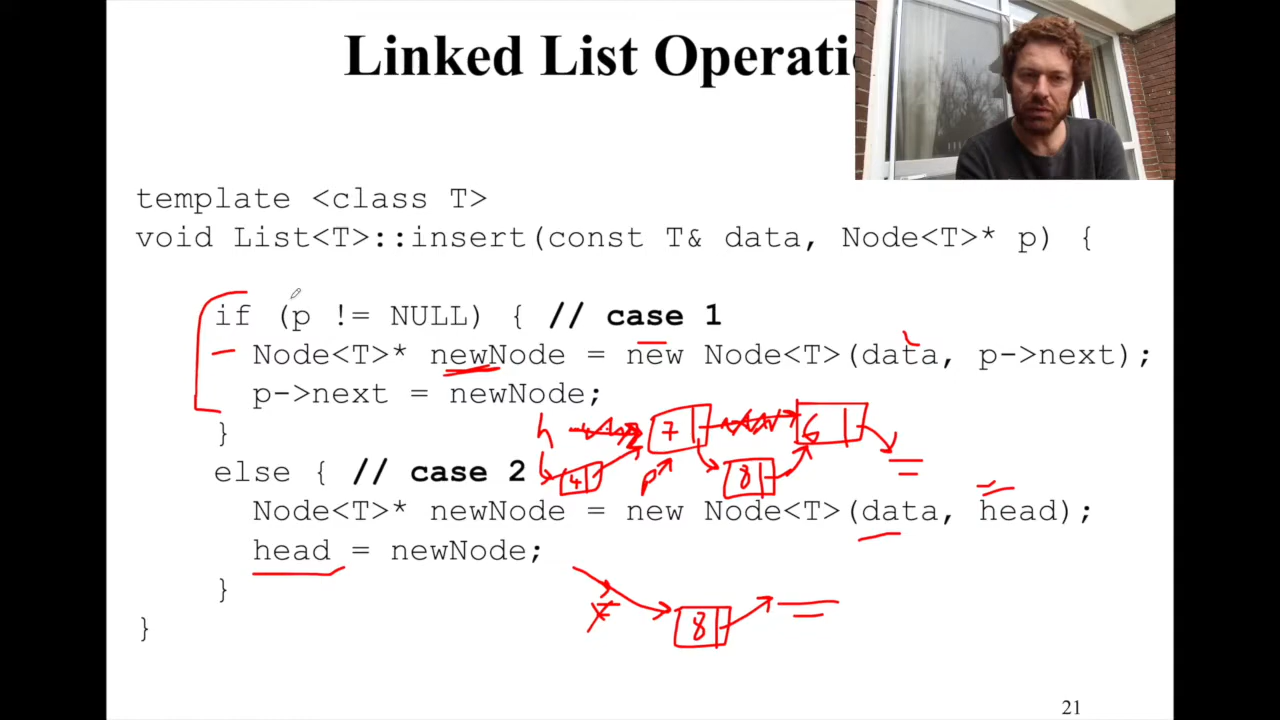 Linked List Operati
template <class T>
void List<T>::insert(const T& data, Node<T>* p) {
if (p != NULL) { // case 1
Node<T>* newNode = new Node<T>(data, p->next);
p->next = newNode;
h 7 6
}
4 p 8
else { // case 2
Node<T>* newNode = new Node<T>(data, head);
head = newNode;
}
8
}
21